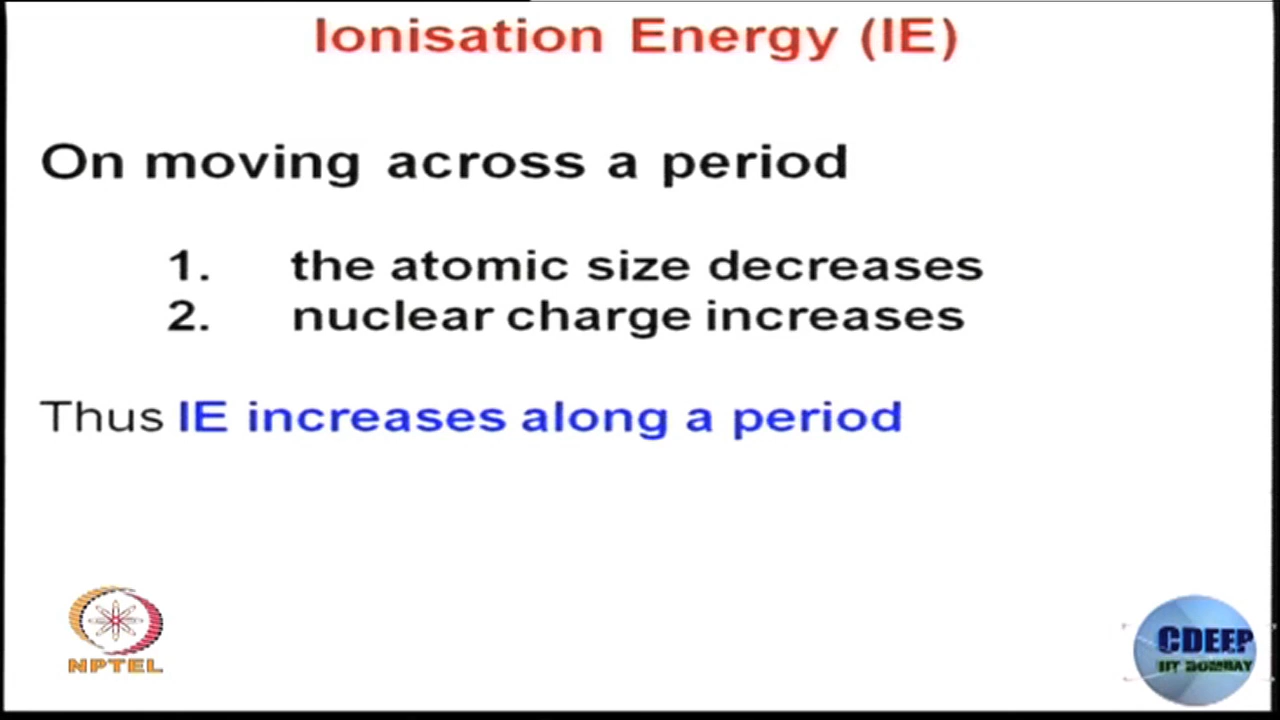 Ionisation Energy (IE)
On moving across a period
1. the atomic size decreases
2. nuclear charge increases
Thus IE increases along a period
NPTEL
CDEEP
IIT BOMBAY